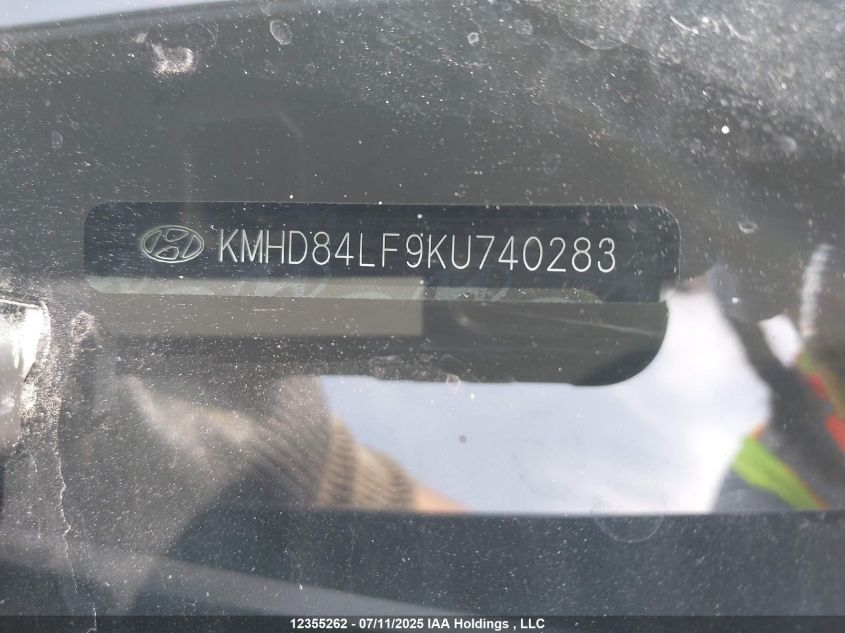 KMHD84LF9KU740283
12355262 - 07/11/2025 IAA Holdings , LLC